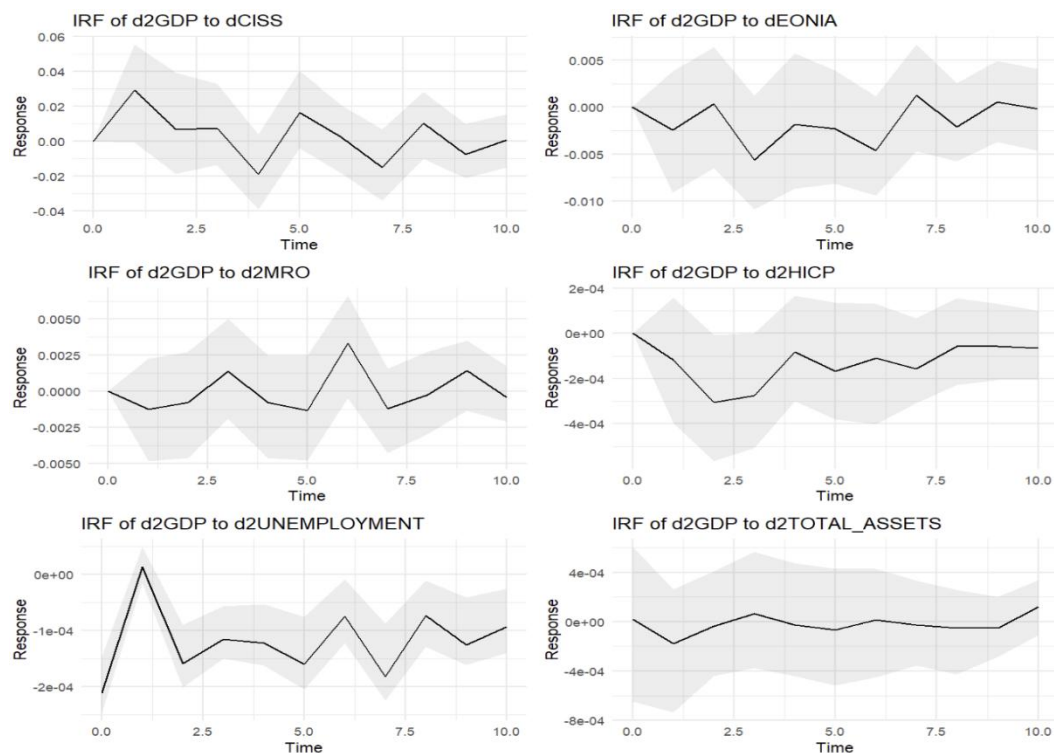 IRF of d2GDP to dCISS
Response
0.06
0.04
0.02
0.00
-0.02
-0.04
0.0 2.5 5.0 7.5 10.0
Time
IRF of d2GDP to dEONIA
Response
0.005
0.000
-0.005
-0.010
0.0 2.5 5.0 7.5 10.0
Time
IRF of d2GDP to d2MRO
Response
0.0050
0.0025
0.0000
-0.0025
-0.0050
0.0 2.5 5.0 7.5 10.0
Time
IRF of d2GDP to d2HICP
Response
2e-04
0e+00
-2e-04
-4e-04
0.0 2.5 5.0 7.5 10.0
Time
IRF of d2GDP to d2UNEMPLOYMENT
Response
0e+00
-1e-04
-2e-04
0.0 2.5 5.0 7.5 10.0
Time
IRF of d2GDP to d2TOTAL_ASSETS
Response
4e-04
0e+00
-4e-04
-8e-04
0.0 2.5 5.0 7.5 10.0
Time